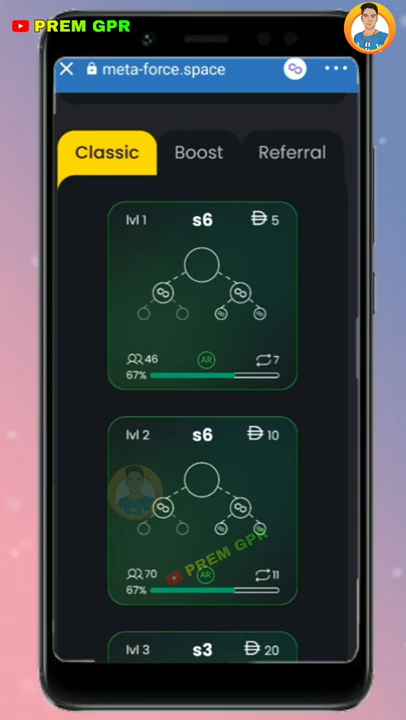 PREM GPR
meta-force.space
Classic
Boost
Referral
lvl 1
s6
5
46
AR
7
67%
lvl 2
s6
10
PREM GPR
70
AR
11
67%
lvl 3
s3
20